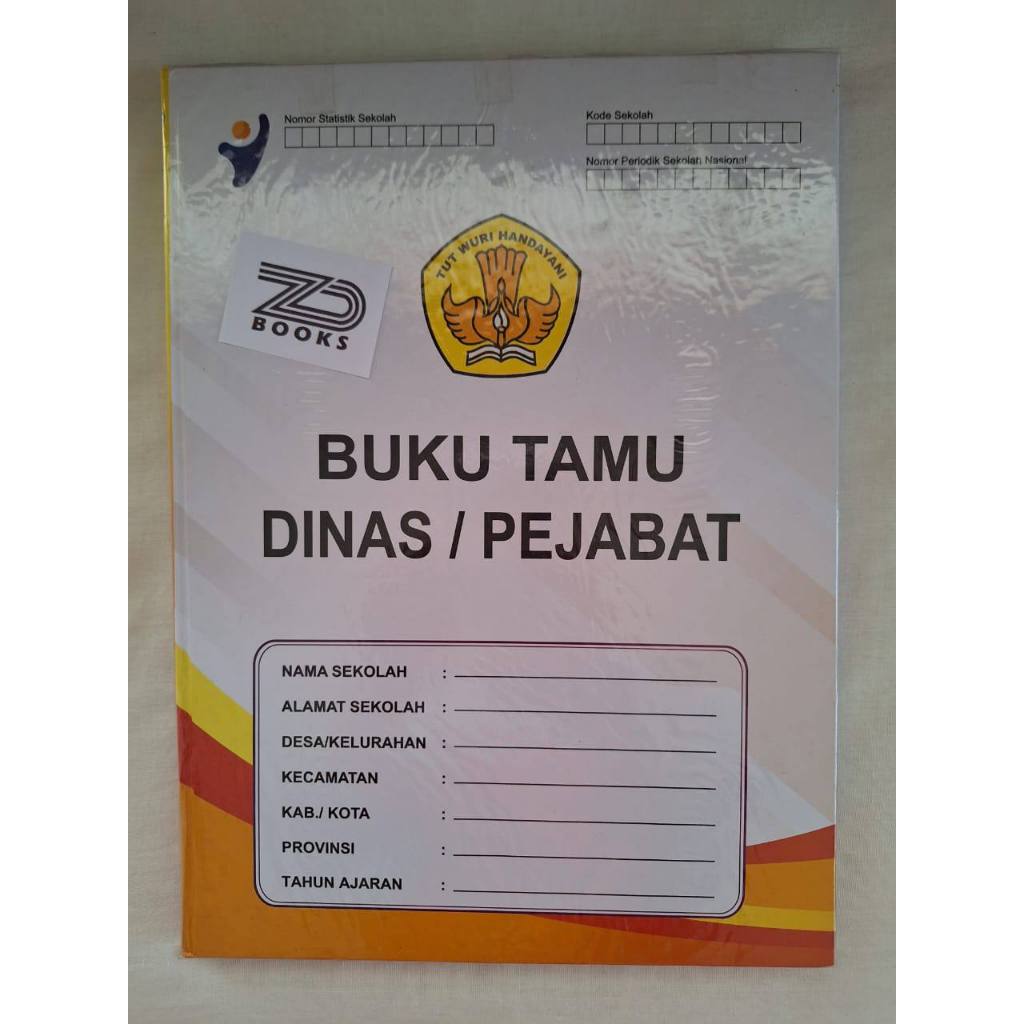 Nomor Statistik Sekolah
Kode Sekolah
Nomor Periodik Sekolah Nasional
TUT WURI HANDAYANI
ZD
BOOKS
BUKU TAMU
DINAS / PEJABAT
NAMA SEKOLAH :
ALAMAT SEKOLAH :
DESA/KELURAHAN :
KECAMATAN :
KAB./ KOTA :
PROVINSI :
TAHUN AJARAN :